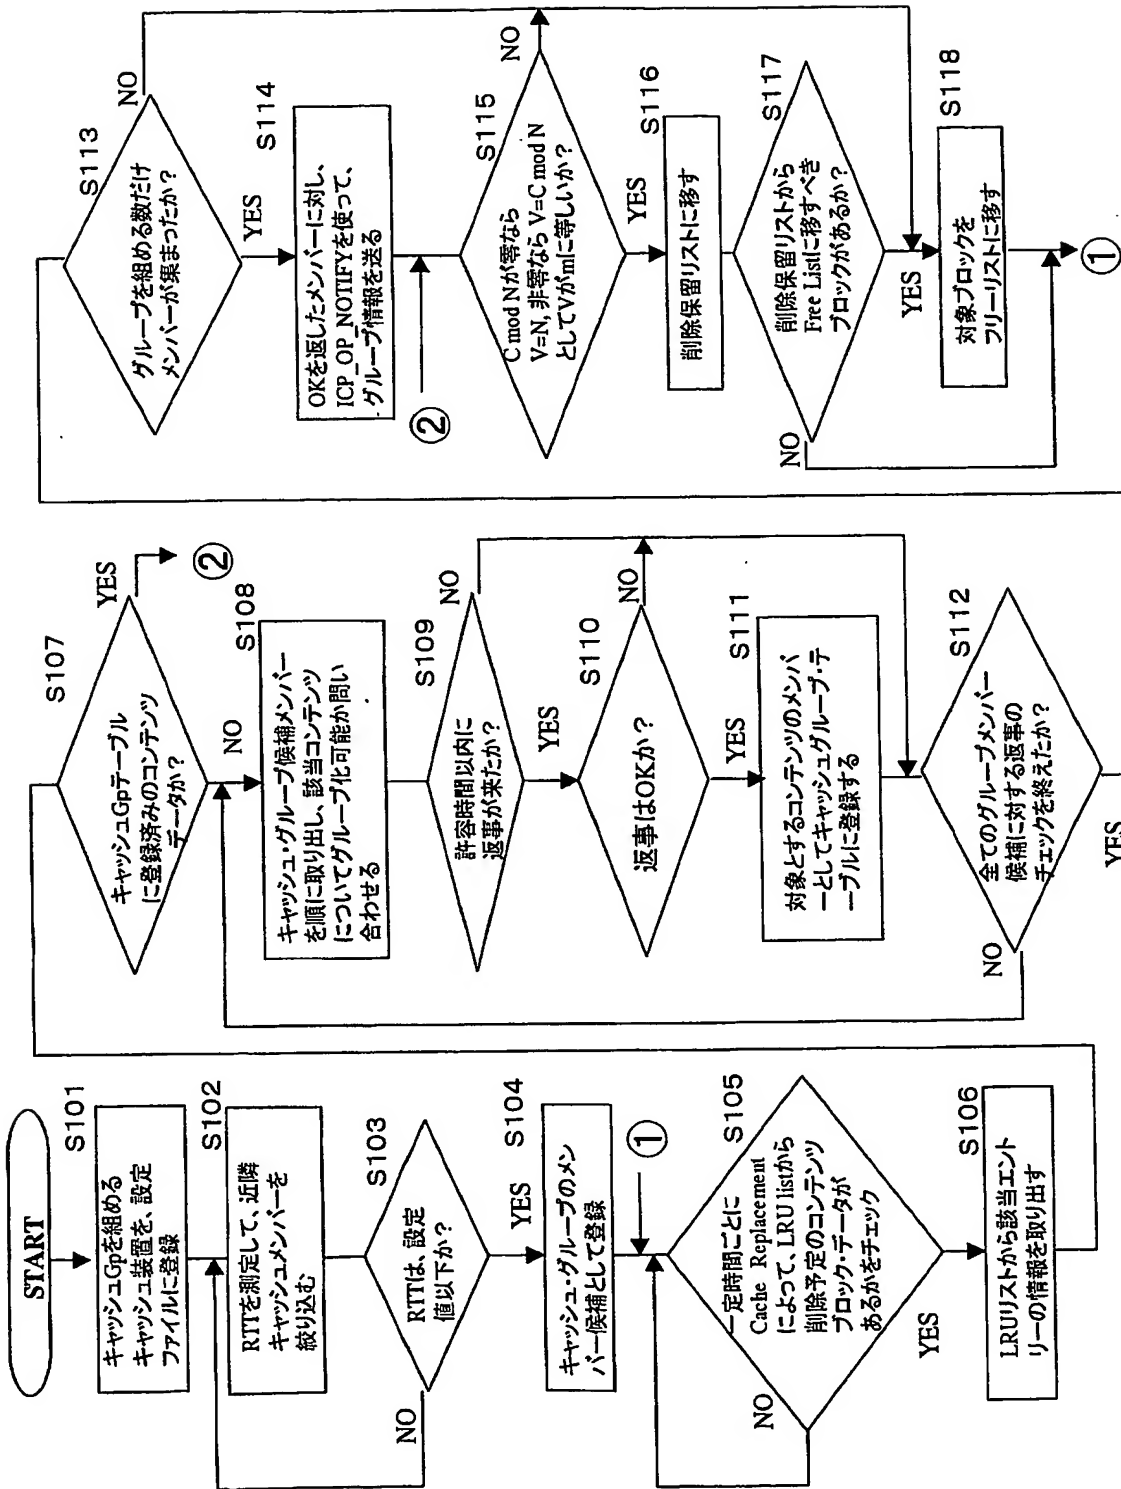 START
S101
キャッシュGpを組める
キャッシュ装置を、設定
ファイルに登録
S102
RTTを測定して、近隣
キャッシュメンバーを
絞り込む
S103
RTTは、設定
値以下か?
NO
YES
S104
キャッシュ・グループのメン
バー候補として登録
①
S105
一定時間ごとに
Cache Replacement
によって、LRU listから
削除予定のコンテンツ
ブロック・データが
あるかをチェック
NO
YES
S106
LRUリストから該当エント
リーの情報を取り出す
S107
キャッシュGpテーブル
に登録済みのコンテンツ
データか?
YES
②
NO
S108
キャッシュ・グループ候補メンバー
を順に取り出し、該当コンテンツ
についてグループ化可能か問い
合わせる
S109
許容時間以内に
返事が来たか?
NO
YES
S110
返事はOKか?
NO
YES
S111
対象とするコンテンツのメンバ
ーとしてキャッシュグループ・テ
ーブルに登録する
S112
全てのグループメンバー
候補に対する返事の
チェックを終えたか?
NO
YES
S113
グループを組める数だけ
メンバーが集まったか?
NO
YES
S114
OKを返したメンバーに対し、
ICP_OP_NOTIFYを使って、
グループ情報を送る
②
S115
C mod Nが零なら
V=N, 非零なら V=C mod N
としてVがmに等しいか?
NO
YES
S116
削除保留リストに移す
S117
削除保留リストから
Free Listに移すべき
ブロックがあるか?
NO
YES
S118
対象ブロックを
フリーリストに移す
①